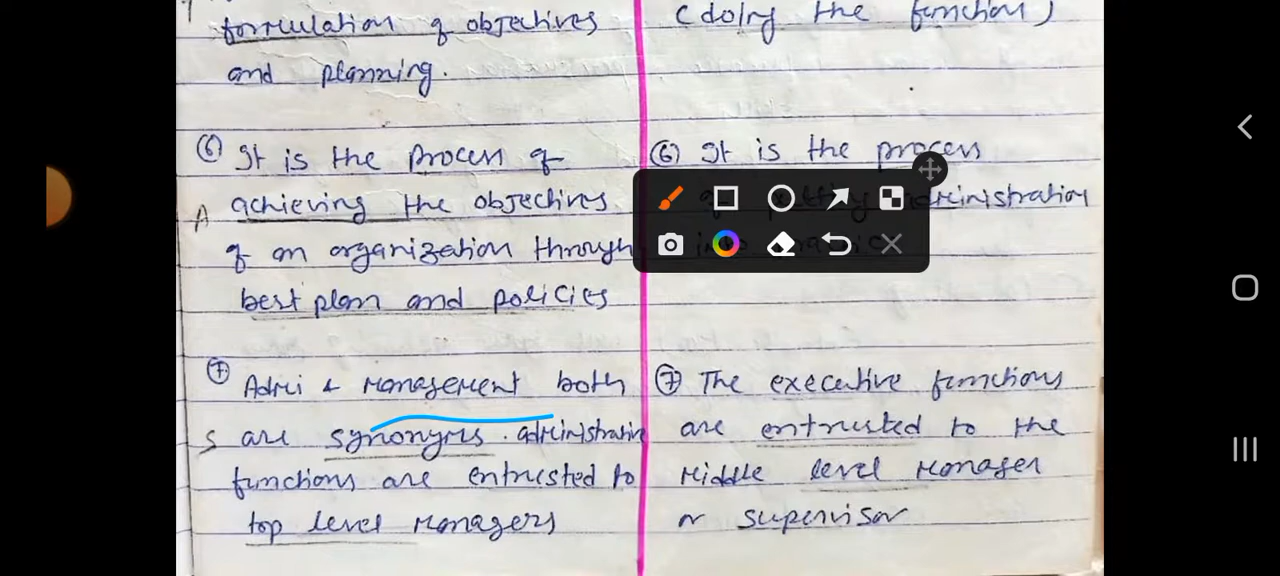 formulation of objectives
and planning.
⑥ It is the process of
achieving the objectives
of an organization through
best plan and policies
⑦ Admi & Management both
are synonyms. administrative
functions are entrusted to
top level Managers
(doing the function)
⑥ It is the process
administration
⑦ The executive functions
are entrusted to the
Middle level Manager
or supervisor